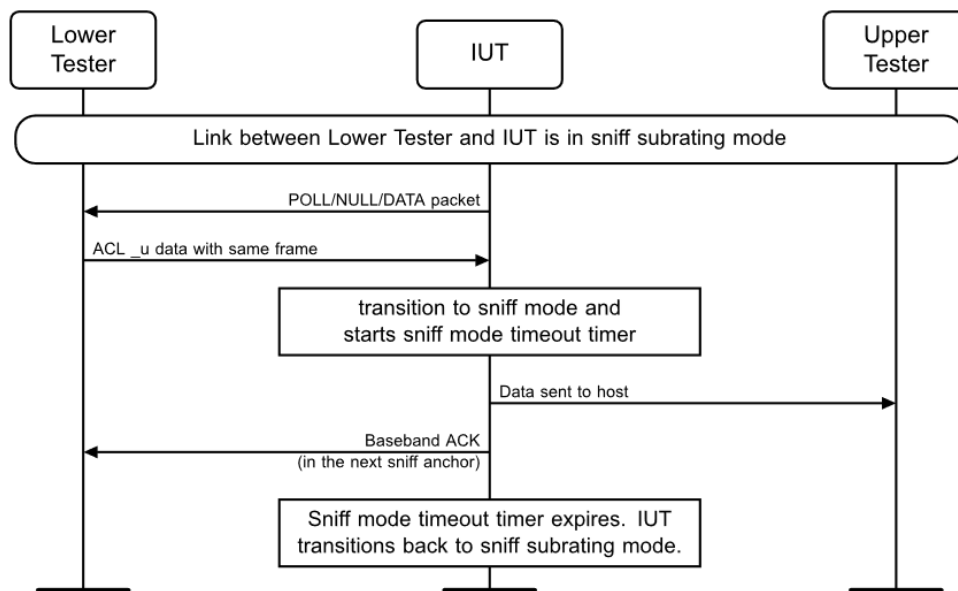 Lower
Tester
IUT
Upper
Tester
Link between Lower Tester and IUT is in sniff subrating mode
POLL/NULL/DATA packet
ACL _u data with same frame
transition to sniff mode and
starts sniff mode timeout timer
Data sent to host
Baseband ACK
(in the next sniff anchor)
Sniff mode timeout timer expires. IUT
transitions back to sniff subrating mode.